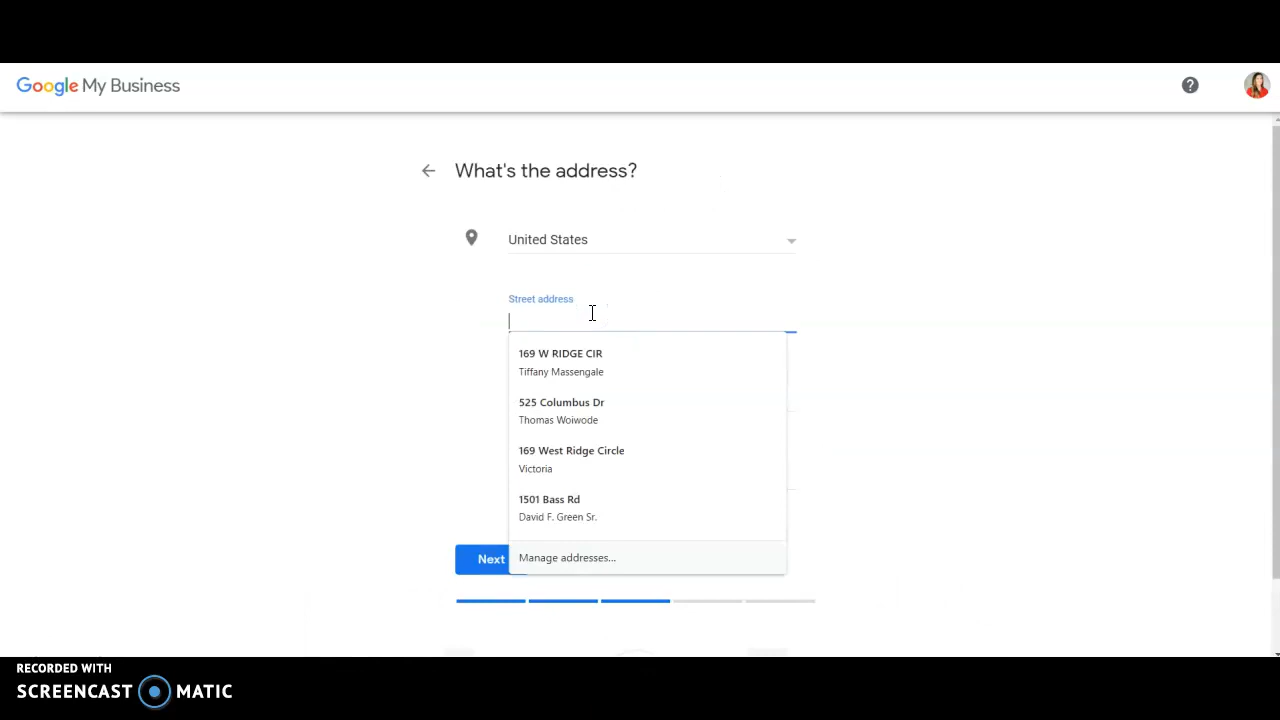 Google My Business
What's the address?
United States
Street address
169 W RIDGE CIR
Tiffany Massengale
525 Columbus Dr
Thomas Woiwode
169 West Ridge Circle
Victoria
1501 Bass Rd
David F. Green Sr.
Manage addresses...
Next
RECORDED WITH
SCREENCAST MATIC